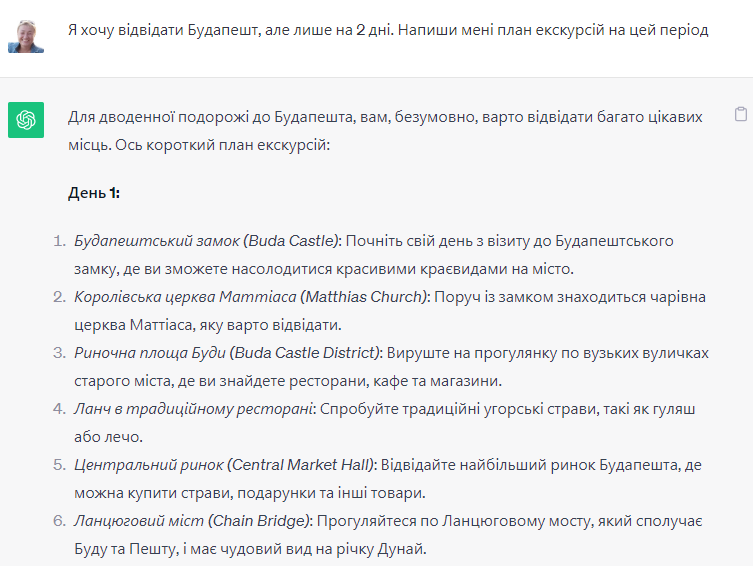 Я хочу відвідати Будапешт, але лише на 2 дні. Напиши мені план екскурсій на цей період
Для дводенної подорожі до Будапешта, вам, безумовно, варто відвідати багато цікавих
місць. Ось короткий план екскурсій:
День 1:
1. Будапештський замок (Buda Castle): Почніть свій день з візиту до Будапештського
замку, де ви зможете насолодитися красивими краєвидами на місто.
2. Королівська церква Маттіаса (Matthias Church): Поруч із замком знаходиться чарівна
церква Маттіаса, яку варто відвідати.
3. Риночна площа Буди (Buda Castle District): Вируште на прогулянку по вузьких вуличках
старого міста, де ви знайдете ресторани, кафе та магазини.
4. Ланч в традиційному ресторані: Спробуйте традиційні угорські страви, такі як гуляш
або лечо.
5. Центральний ринок (Central Market Hall): Відвідайте найбільший ринок Будапешта, де
можна купити страви, подарунки та інші товари.
6. Ланцюговий міст (Chain Bridge): Прогуляйтеся по Ланцюговому мосту, який сполучає
Буду та Пешту, і має чудовий вид на річку Дунай.